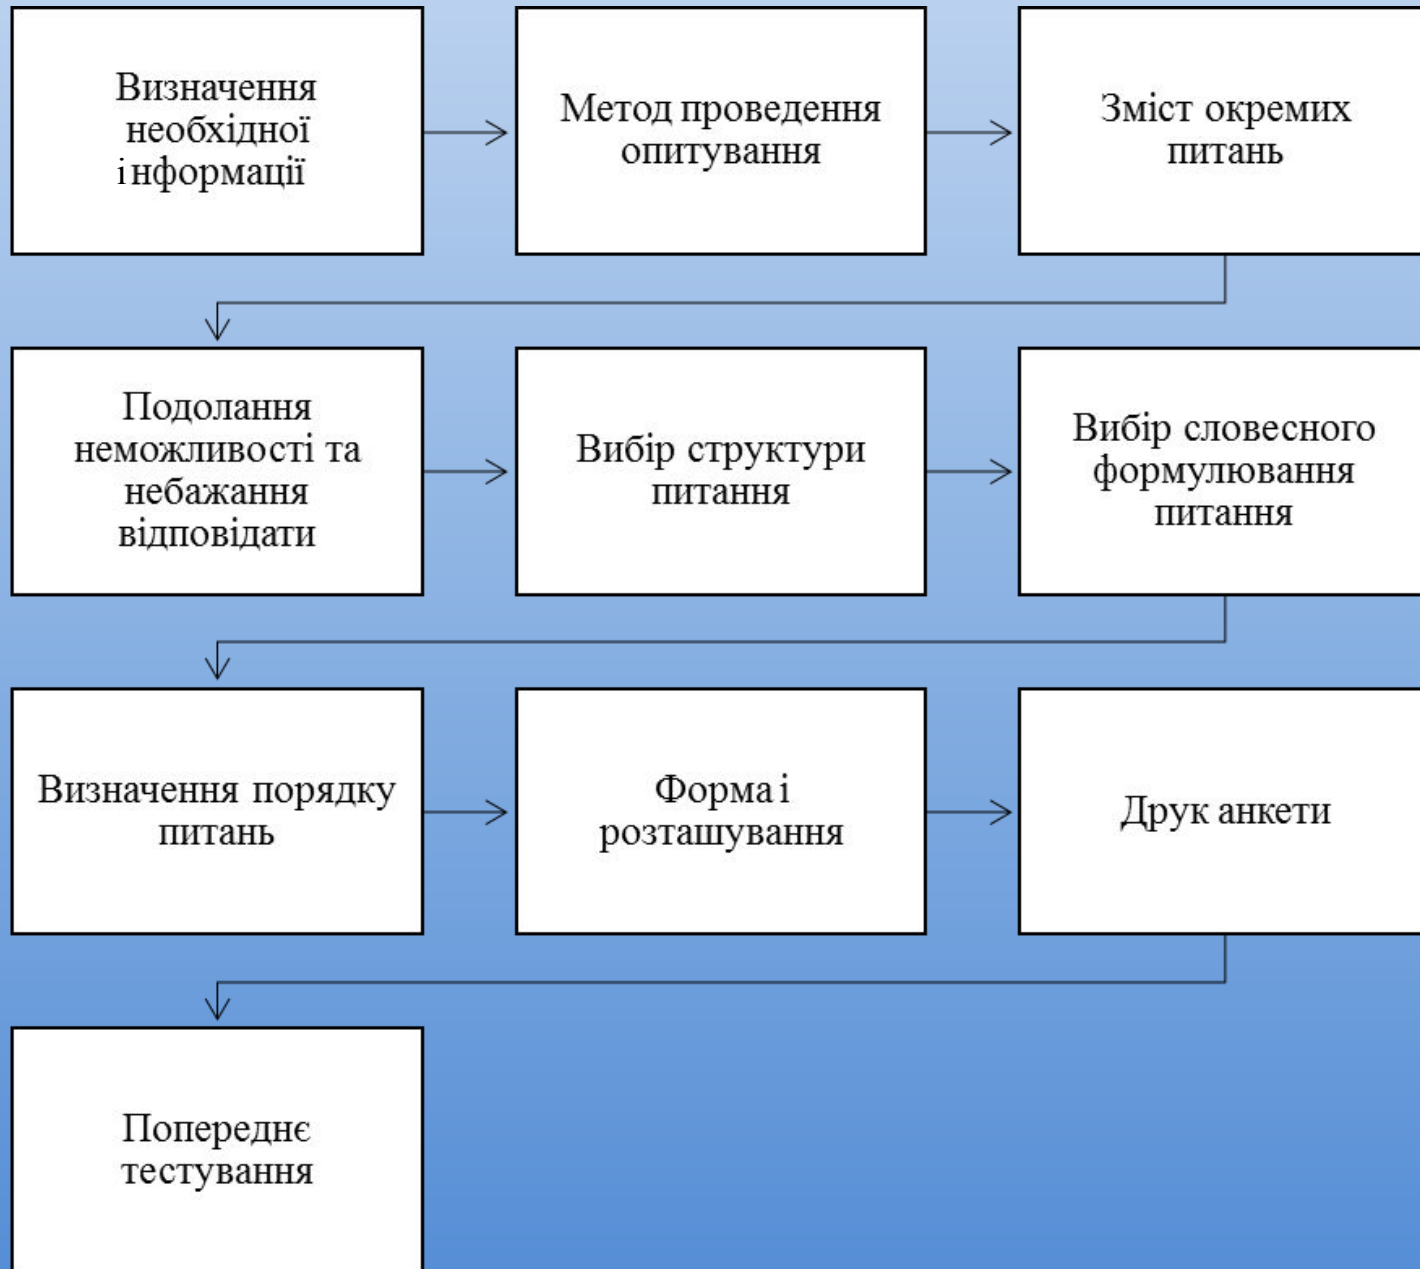 Визначення
необхідної
інформації
Метод проведення
опитування
Зміст окремих
питань
Подолання
неможливості та
небажання
відповідати
Вибір структури
питання
Вибір словесного
формулювання
питання
Визначення порядку
питань
Форма і
розташування
Друк анкети
Попереднє
тестування